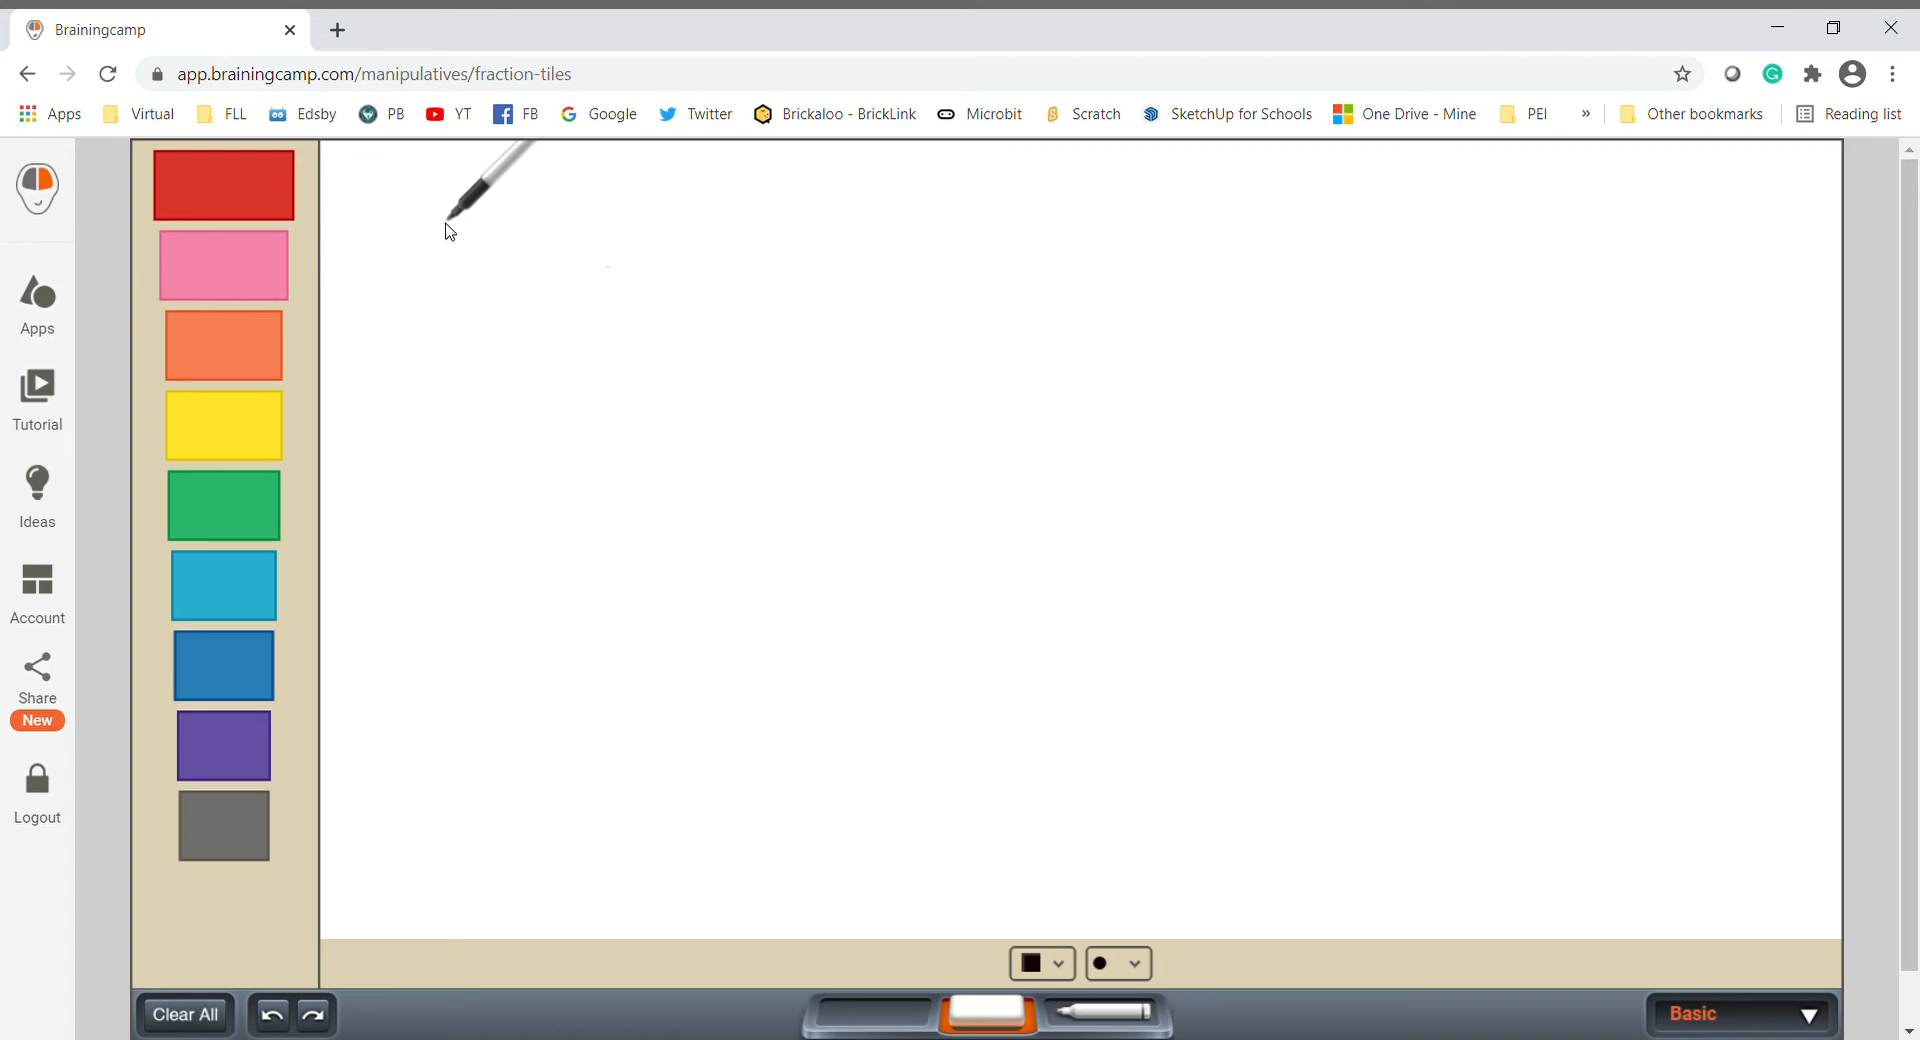 Brainingcamp
app.brainingcamp.com/manipulatives/fraction-tiles
Apps Virtual FLL Edsby PB YT FB Google Twitter Brickaloo - BrickLink Microbit Scratch SketchUp for Schools One Drive - Mine PEI » Other bookmarks Reading list
Apps
Tutorial
Ideas
Account
Share
New
Logout
Clear All
Basic